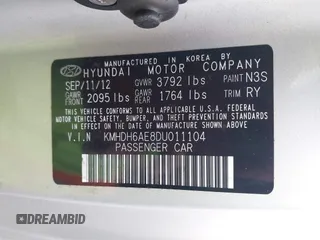 MANUFACTURED IN KOREA BY
HYUNDAI MOTOR COMPANY
SEP/11/12 GVWR 3792 lbs PAINT N3S
GAWR FRONT 2095 lbs GAWR REAR 1764 lbs TRIM RY
THIS VEHICLE CONFORMS TO ALL APPLICABLE
U.S. FEDERAL MOTOR VEHICLE SAFETY,
BUMPER, AND THEFT PREVENTION STANDARDS
IN EFFECT ON THE DATE OF MANUFACTURE
SHOWN ABOVE.
V.I.N KMHDH6AE8DU011104
PASSENGER CAR
DREAMBID